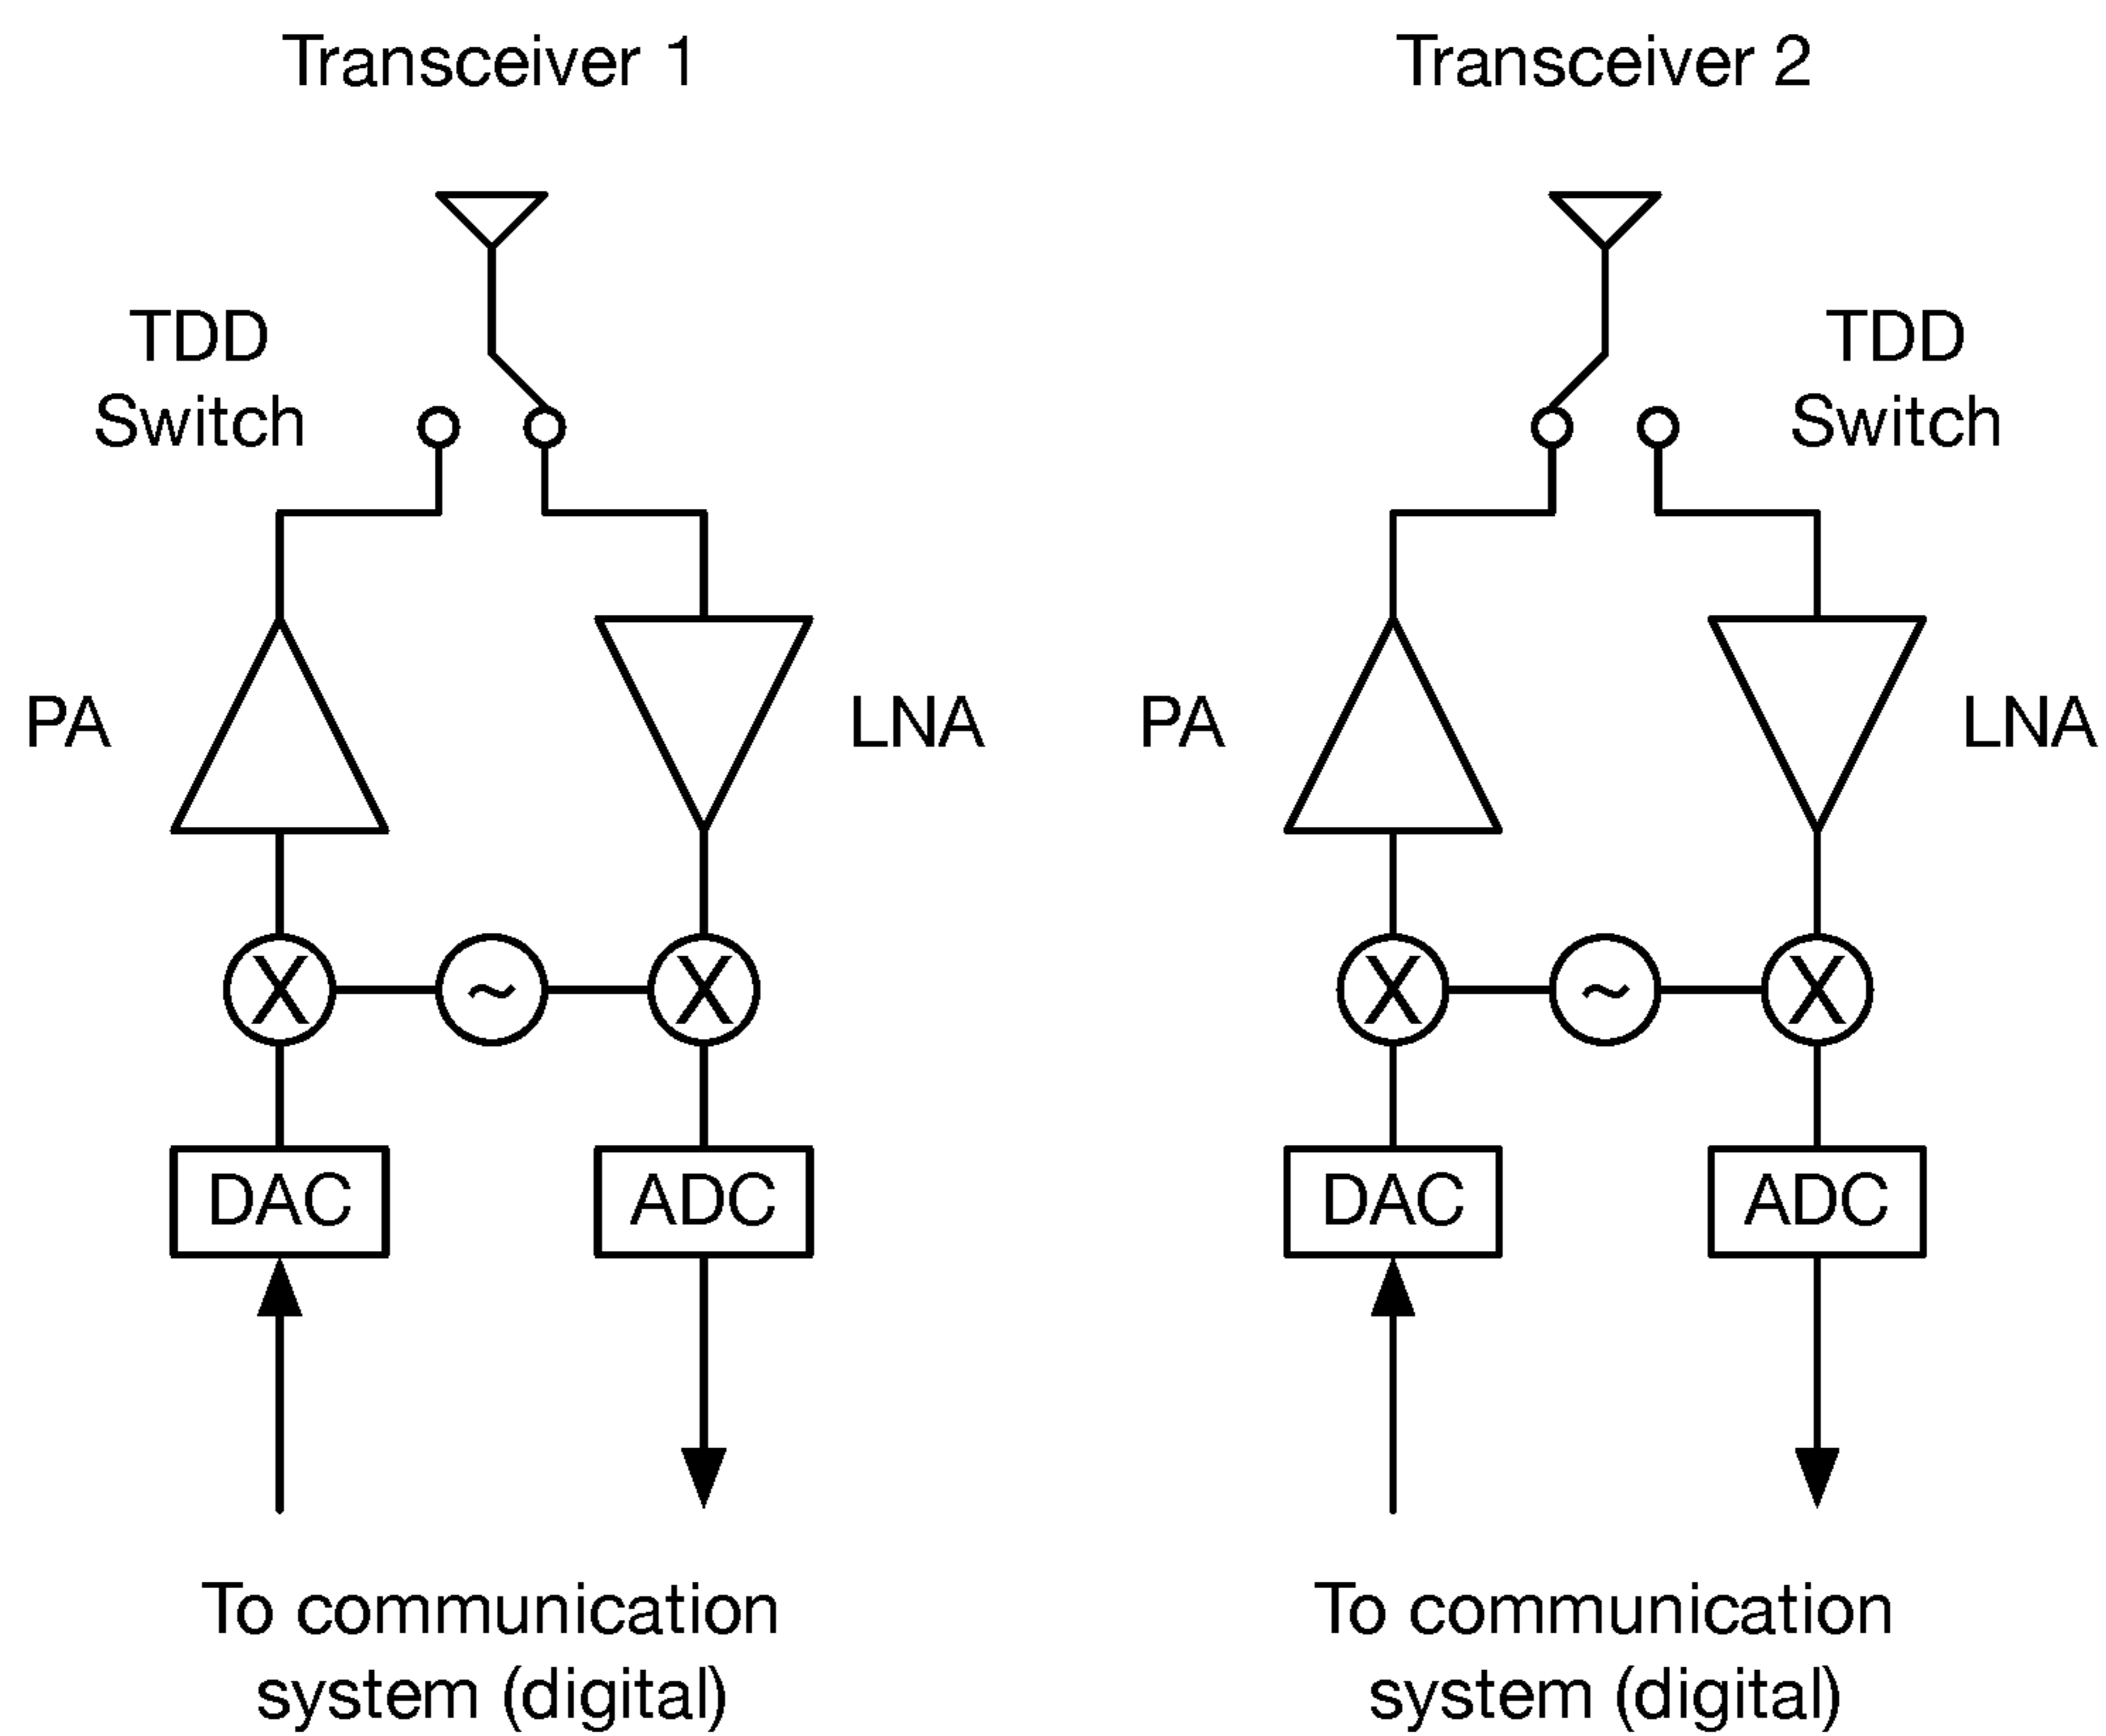 Transceiver 1
TDD
Switch
PA
LNA
X
~
X
DAC
ADC
To communication
system (digital)
Transceiver 2
TDD
Switch
PA
LNA
X
~
X
DAC
ADC
To communication
system (digital)